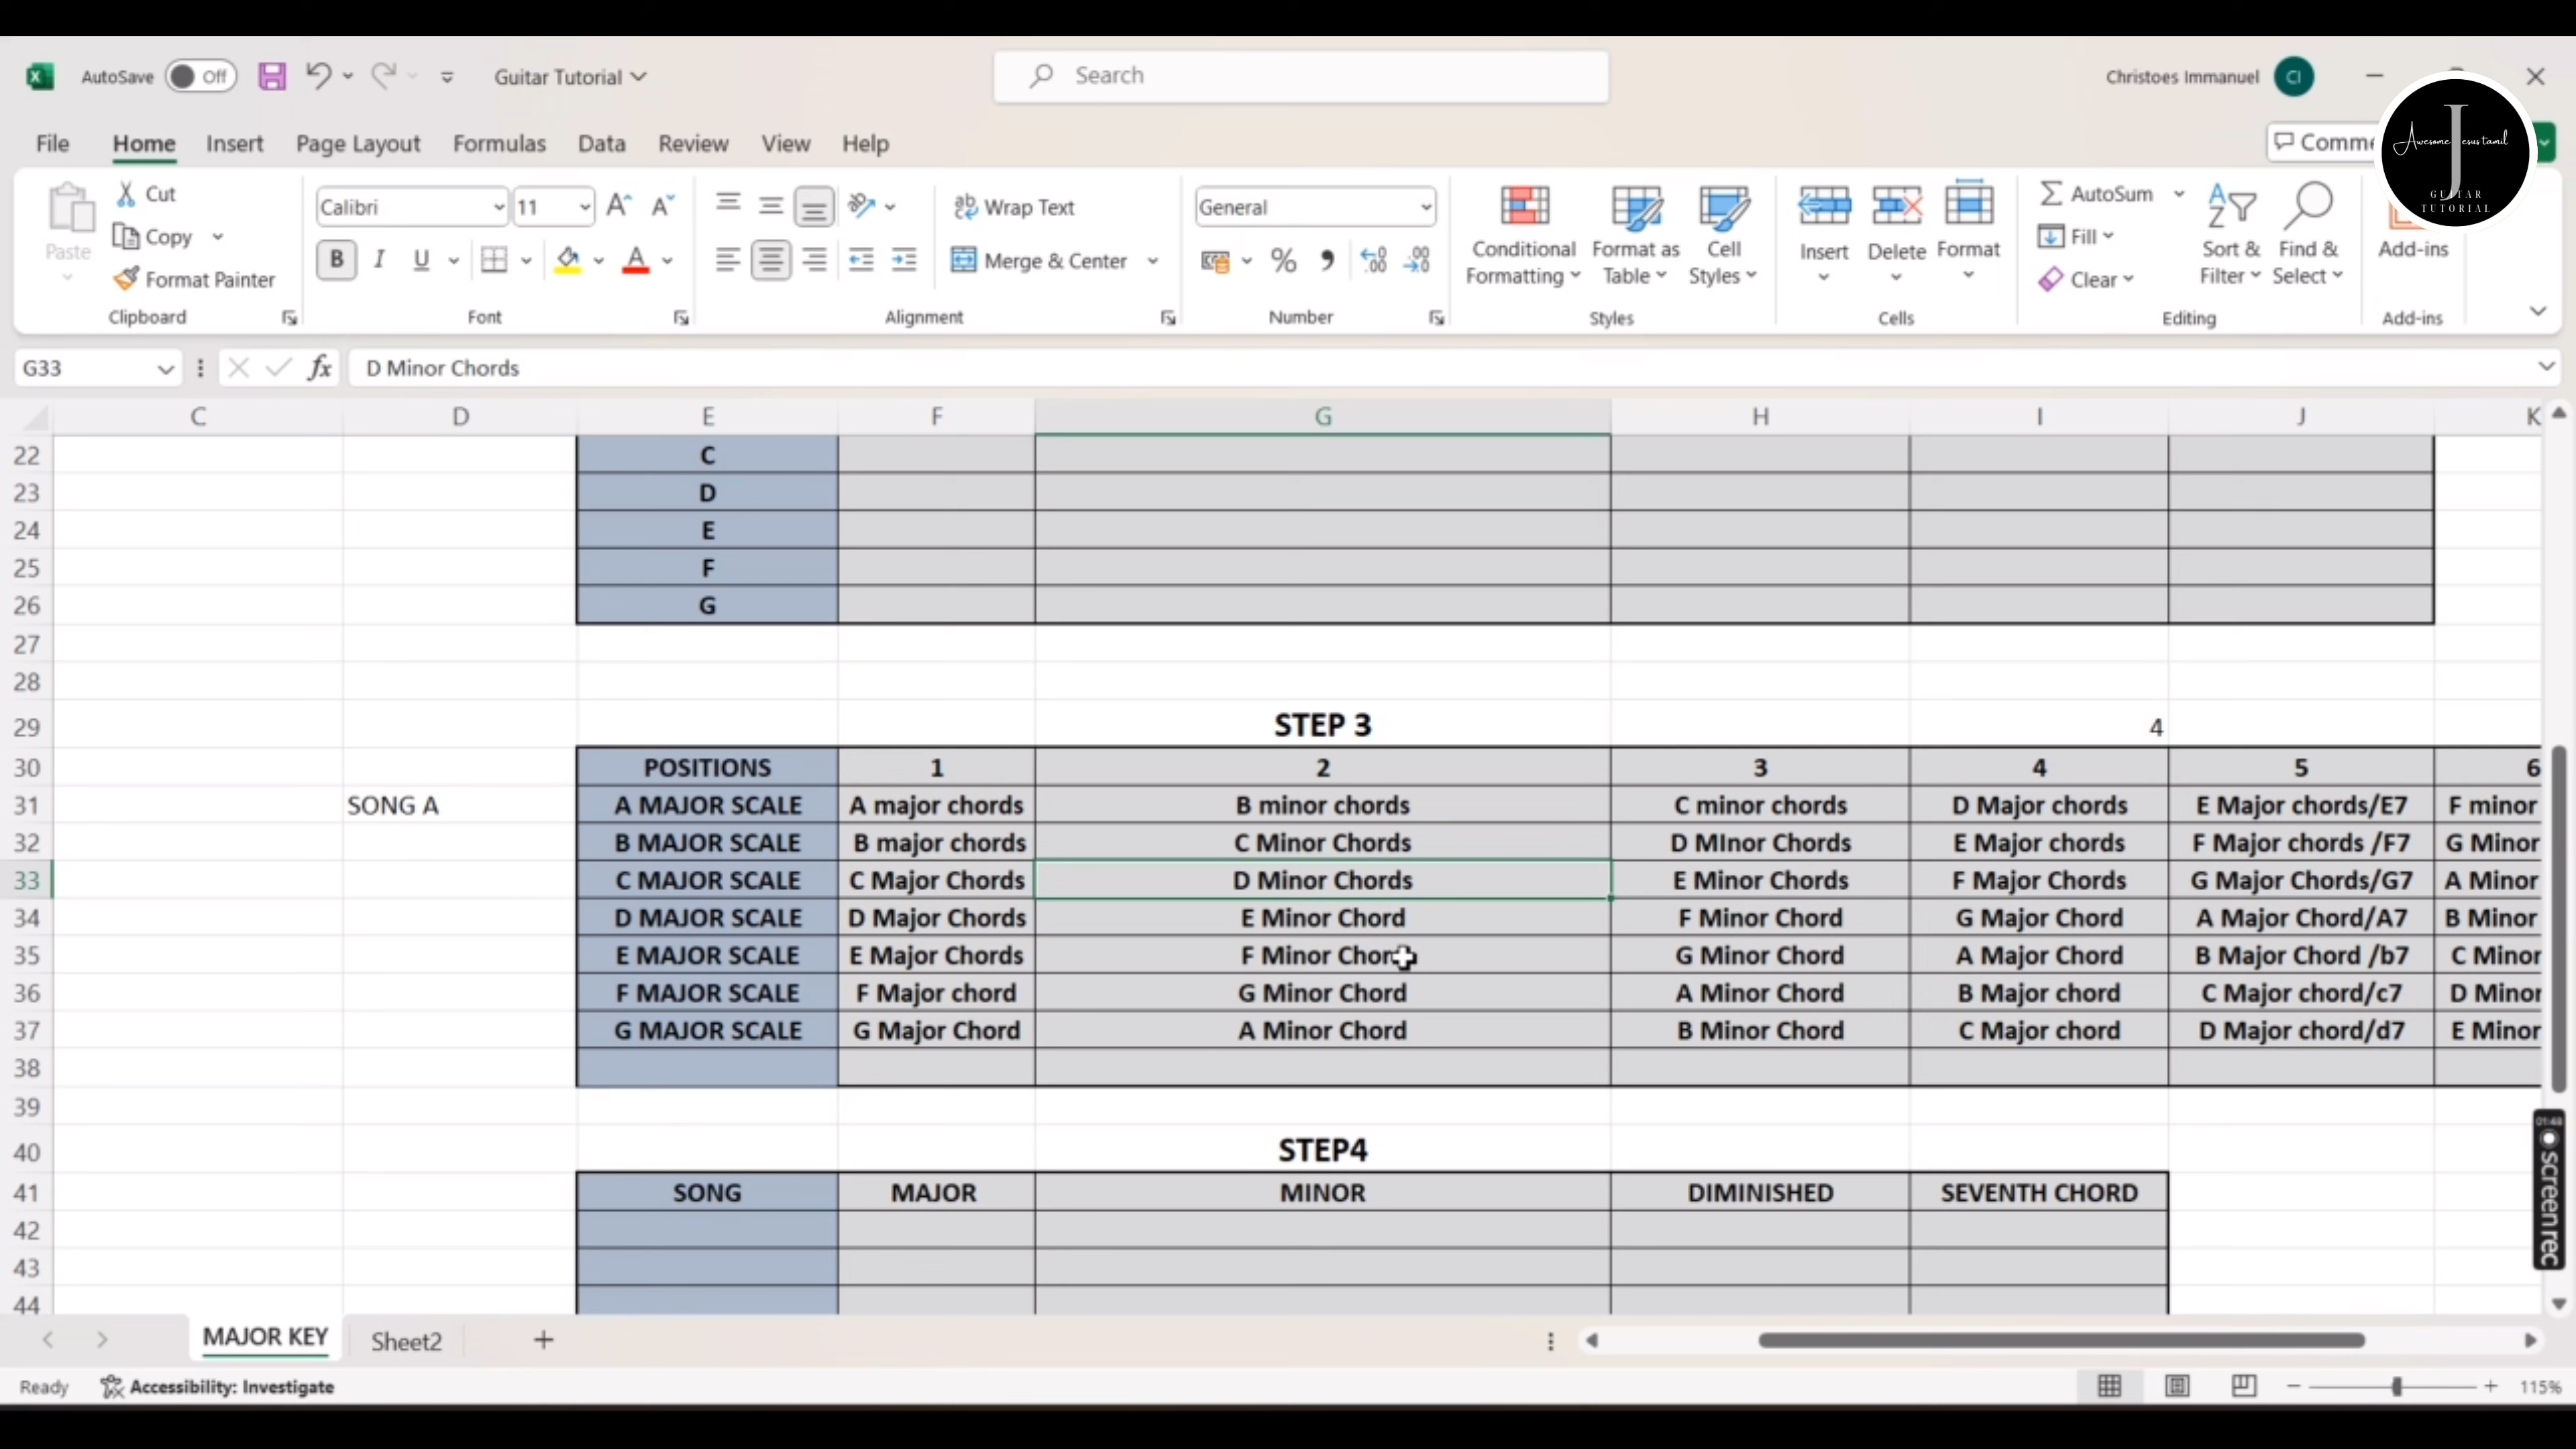 AutoSave Off Guitar Tutorial Search Christoes Immanuel CI
File Home Insert Page Layout Formulas Data Review View Help
Awesome Jesus tamil
GUITAR
TUTORIAL
Cut Calibri 11 Wrap Text General AutoSum
Copy Fill
Paste Format Painter B I U Merge & Center Clear
Conditional Formatting Format as Table Cell Styles Insert Delete Format Sort & Filter Find & Select Add-ins
Clipboard Font Alignment Number Styles Cells Editing Add-ins
G33 fx D Minor Chords
C D E F G H I J K
22 C
23 D
24 E
25 F
26 G
27
28
29 STEP 3 4
30 POSITIONS 1 2 3 4 5 6
31 SONG A A MAJOR SCALE A major chords B minor chords C minor chords D Major chords E Major chords/E7 F minor
32 B MAJOR SCALE B major chords C Minor Chords D MInor Chords E Major chords F Major chords /F7 G Minor
33 C MAJOR SCALE C Major Chords D Minor Chords E Minor Chords F Major Chords G Major Chords/G7 A Minor
34 D MAJOR SCALE D Major Chords E Minor Chord F Minor Chord G Major Chord A Major Chord/A7 B Minor
35 E MAJOR SCALE E Major Chords F Minor Chord G Minor Chord A Major Chord B Major Chord /b7 C Minor
36 F MAJOR SCALE F Major chord G Minor Chord A Minor Chord B Major chord C Major chord/c7 D Minor
37 G MAJOR SCALE G Major Chord A Minor Chord B Minor Chord C Major chord D Major chord/d7 E Minor
38
39
40 STEP4
41 SONG MAJOR MINOR DIMINISHED SEVENTH CHORD
42
43
44
01:48
screenrec
MAJOR KEY Sheet2
Ready Accessibility: Investigate 115%